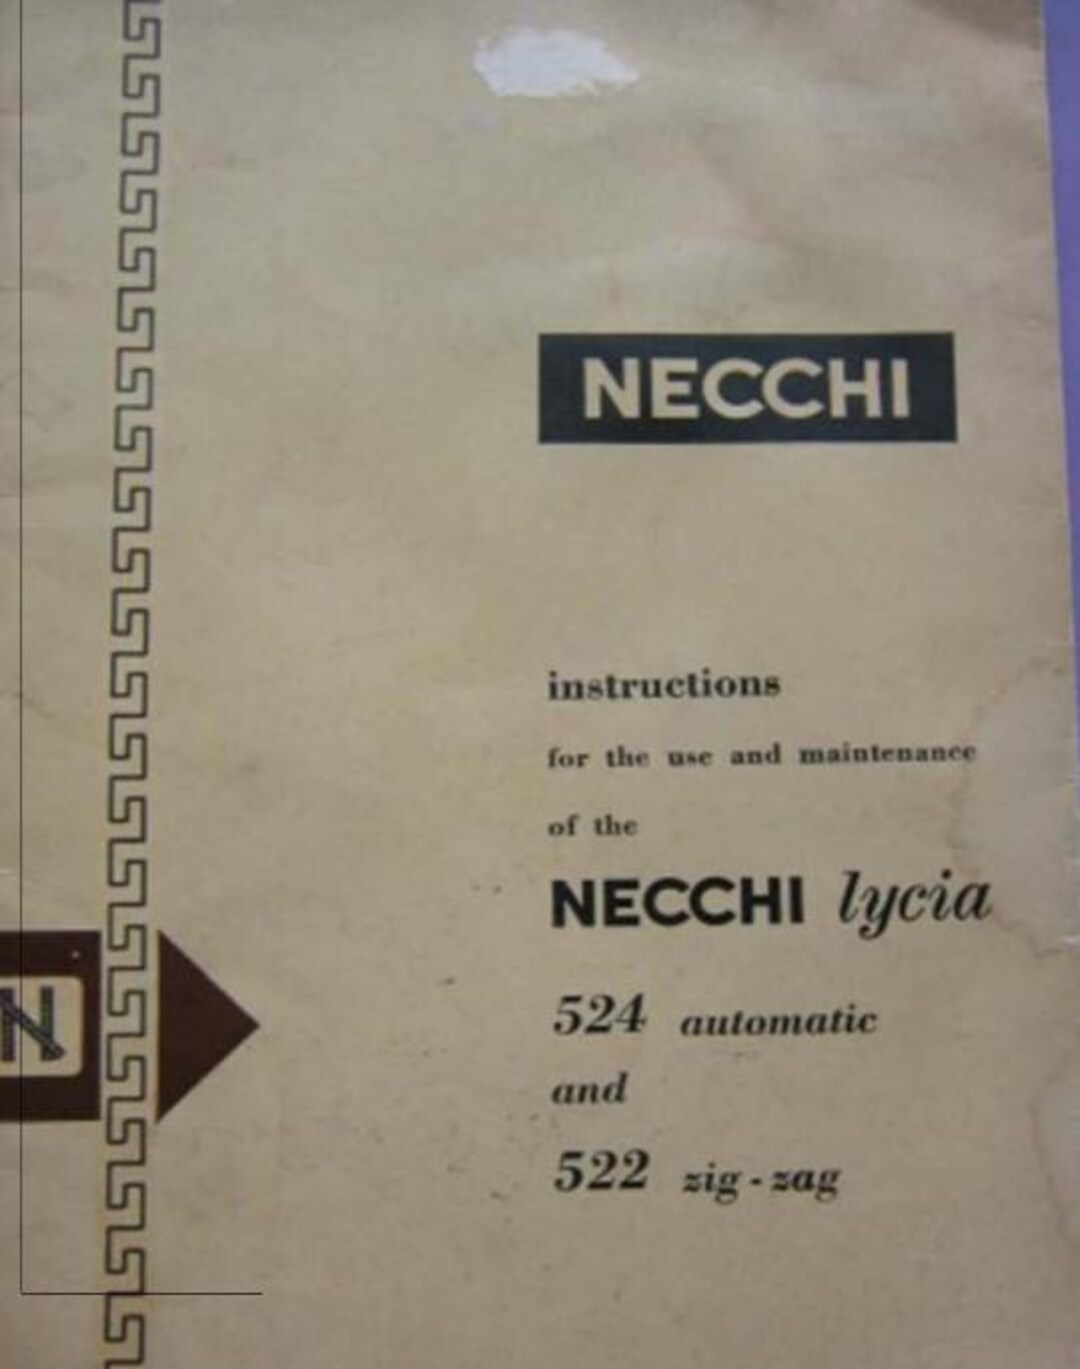 NECCHI
instructions
for the use and maintenance
of the
NECCHI lycia
524 automatic
and
522 zig-zag
N